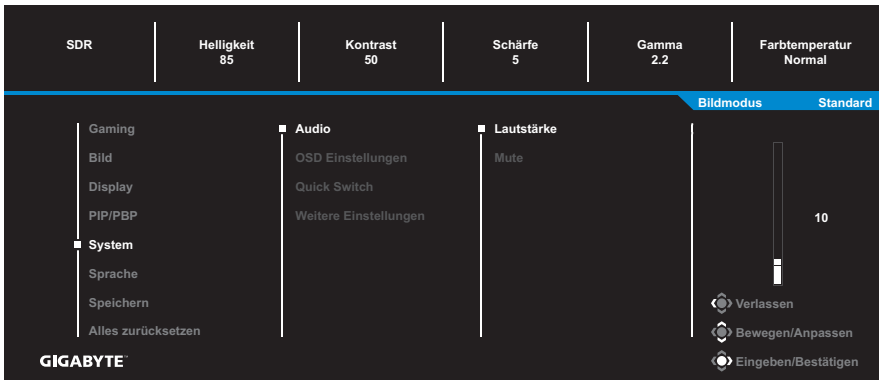 SDR
Helligkeit
85
Kontrast
50
Schärfe
5
Gamma
2.2
Farbtemperatur
Normal
Bildmodus Standard
Gaming
Bild
Display
PIP/PBP
System
Sprache
Speichern
Alles zurücksetzen
Audio
OSD Einstellungen
Quick Switch
Weitere Einstellungen
Lautstärke
Mute
10
Verlassen
Bewegen/Anpassen
Eingeben/Bestätigen
GIGABYTE™